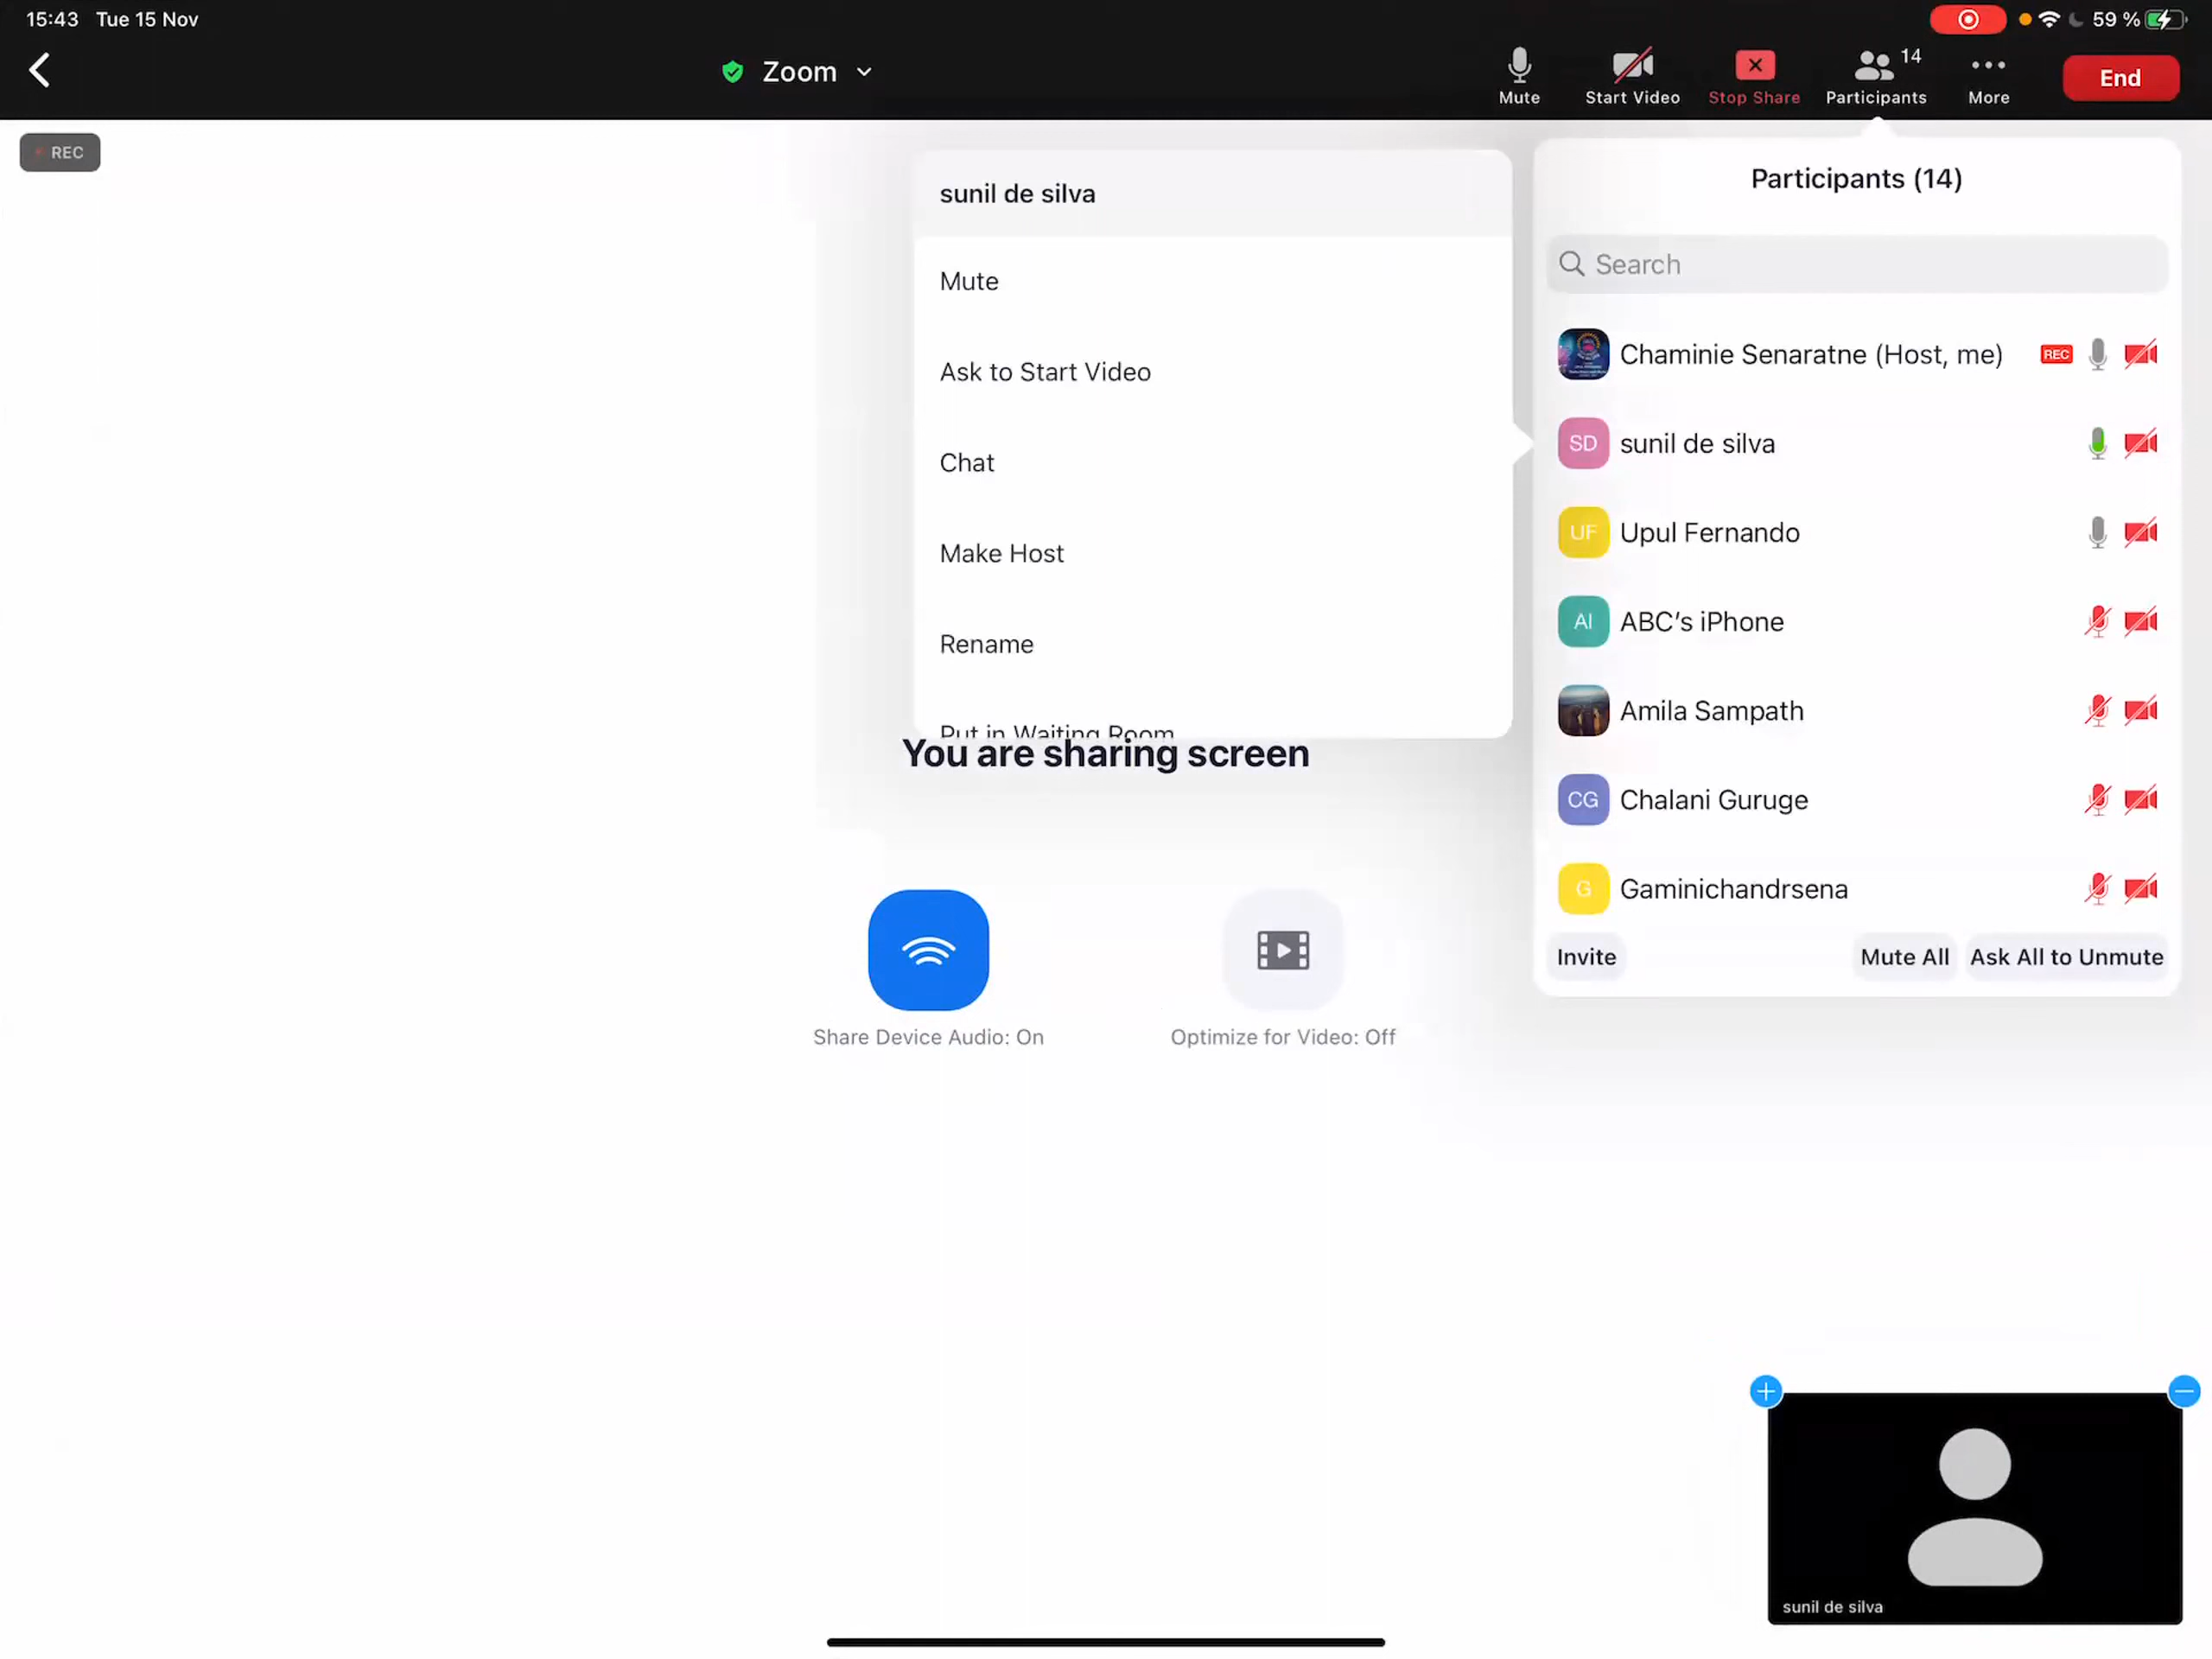 15:43 Tue 15 Nov
59 %
Zoom
Mute
Start Video
Stop Share
Participants
14
More
End
REC
sunil de silva
Mute
Ask to Start Video
Chat
Make Host
Rename
Put in Waiting Room
You are sharing screen
Share Device Audio: On
Optimize for Video: Off
Participants (14)
Search
Chaminie Senaratne (Host, me) REC
SD sunil de silva
UF Upul Fernando
AI ABC’s iPhone
Amila Sampath
CG Chalani Guruge
G Gaminichandrsena
Invite
Mute All
Ask All to Unmute
sunil de silva